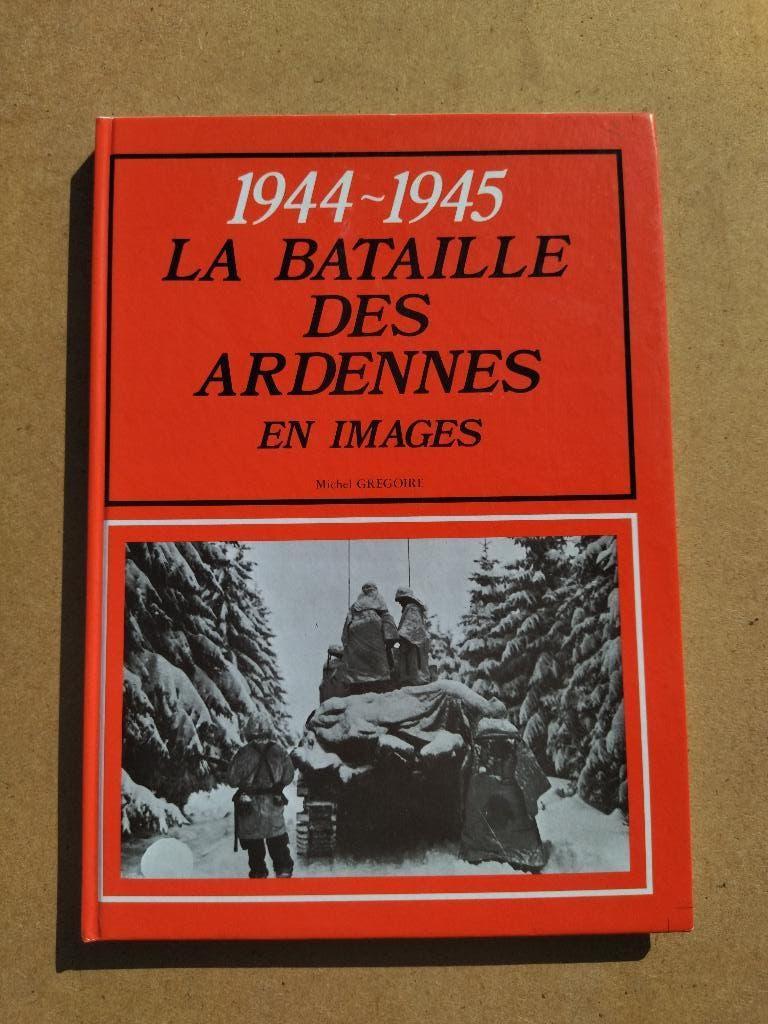 1944~1945
LA BATAILLE
DES
ARDENNES
EN IMAGES
Michel GREGOIRE